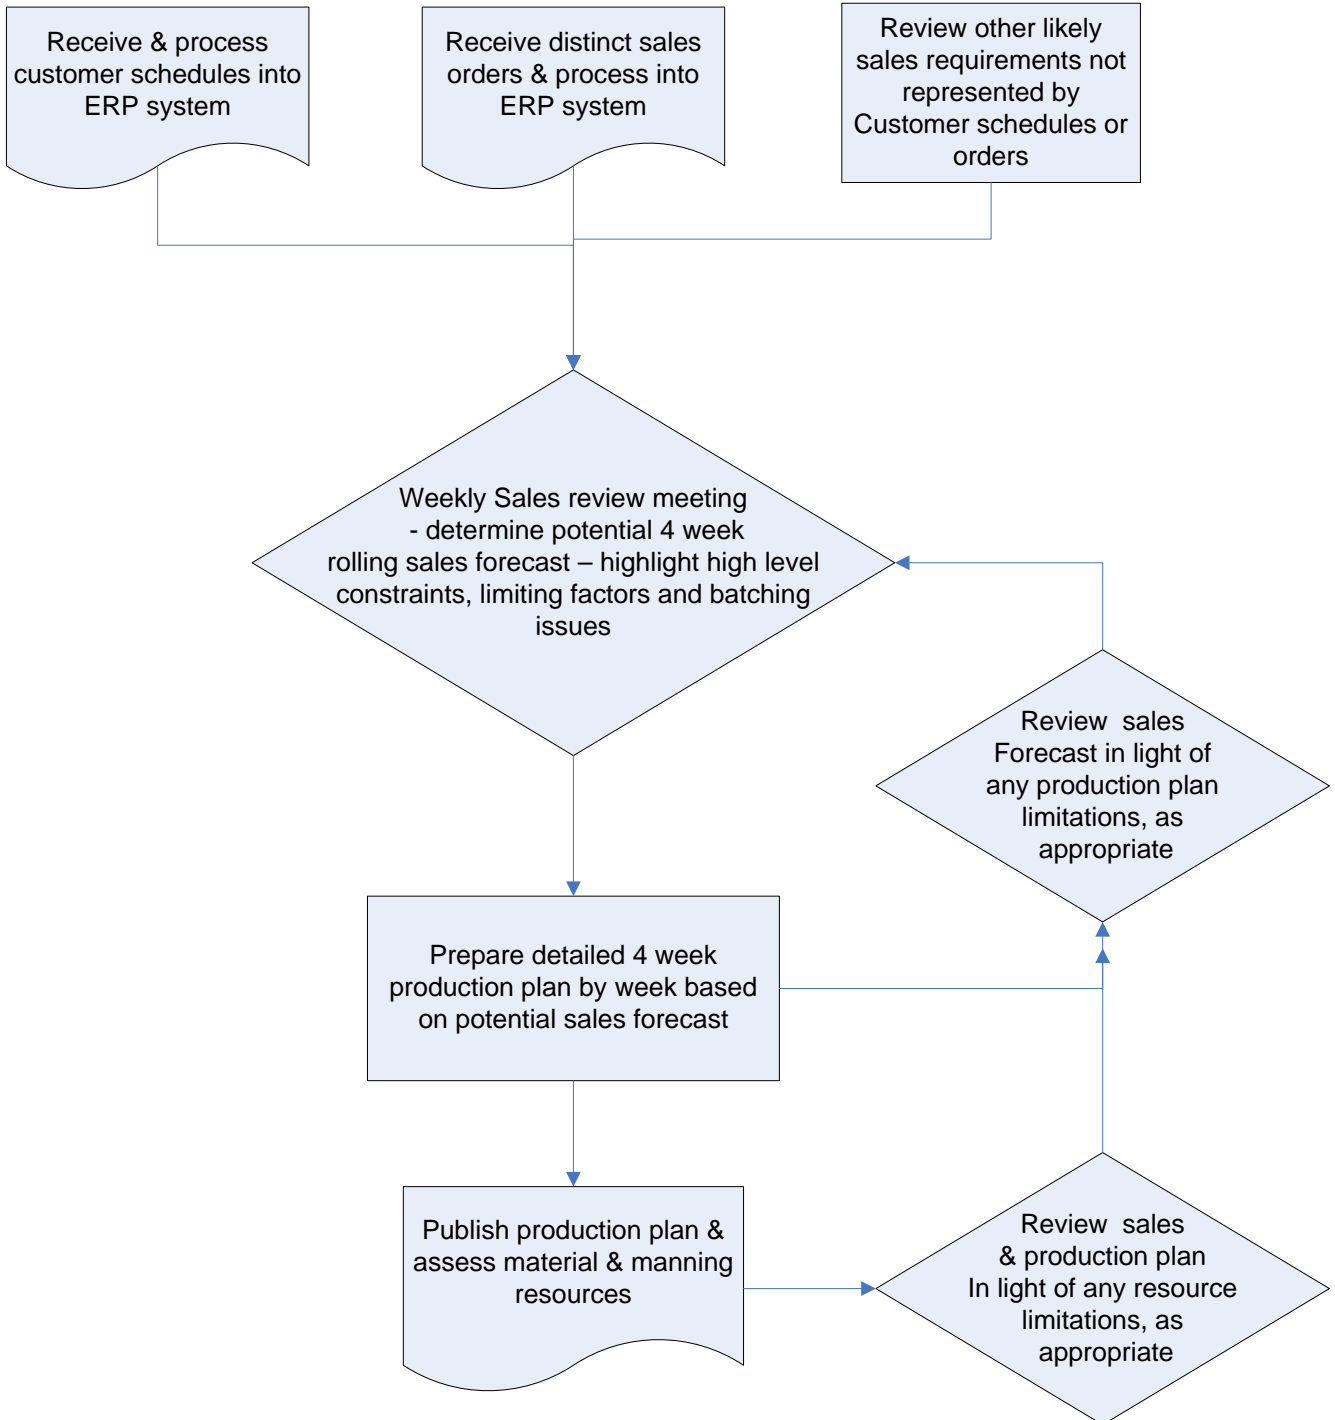 Receive & process
customer schedules into
ERP system
Receive distinct sales
orders & process into
ERP system
Review other likely
sales requirements not
represented by
Customer schedules or
orders
Weekly Sales review meeting
- determine potential 4 week
rolling sales forecast – highlight high level
constraints, limiting factors and batching
issues
Review  sales
Forecast in light of
any production plan
limitations, as
appropriate
Prepare detailed 4 week
production plan by week based
on potential sales forecast
Publish production plan &
assess material & manning
resources
Review  sales
& production plan
In light of any resource
limitations, as
appropriate